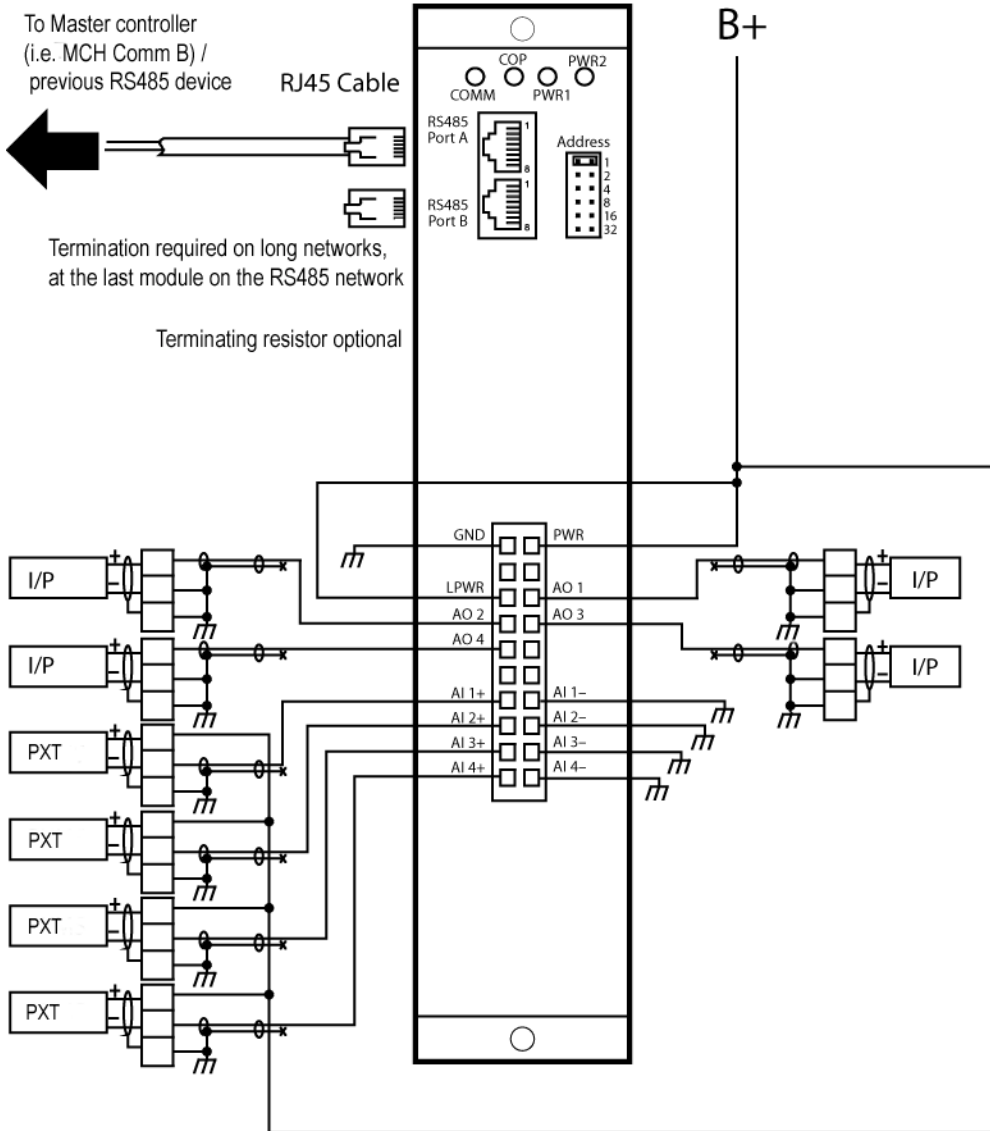 To Master controller
(i.e. MCH Comm B) /
previous RS485 device
RJ45 Cable
B+
COP
PWR2
COMM
PWR1
RS485
Port A
1
8
RS485
Port B
1
8
Address
1
2
4
8
16
32
Termination required on long networks,
at the last module on the RS485 network
Terminating resistor optional
GND
PWR
LPWR
AO 1
AO 2
AO 3
AO 4
AI 1+
AI 1–
AI 2+
AI 2–
AI 3+
AI 3–
AI 4+
AI 4–
I/P
+
–
I/P
+
–
PXT
+
–
PXT
+
–
PXT
+
–
PXT
+
–
+
–
I/P
+
–
I/P